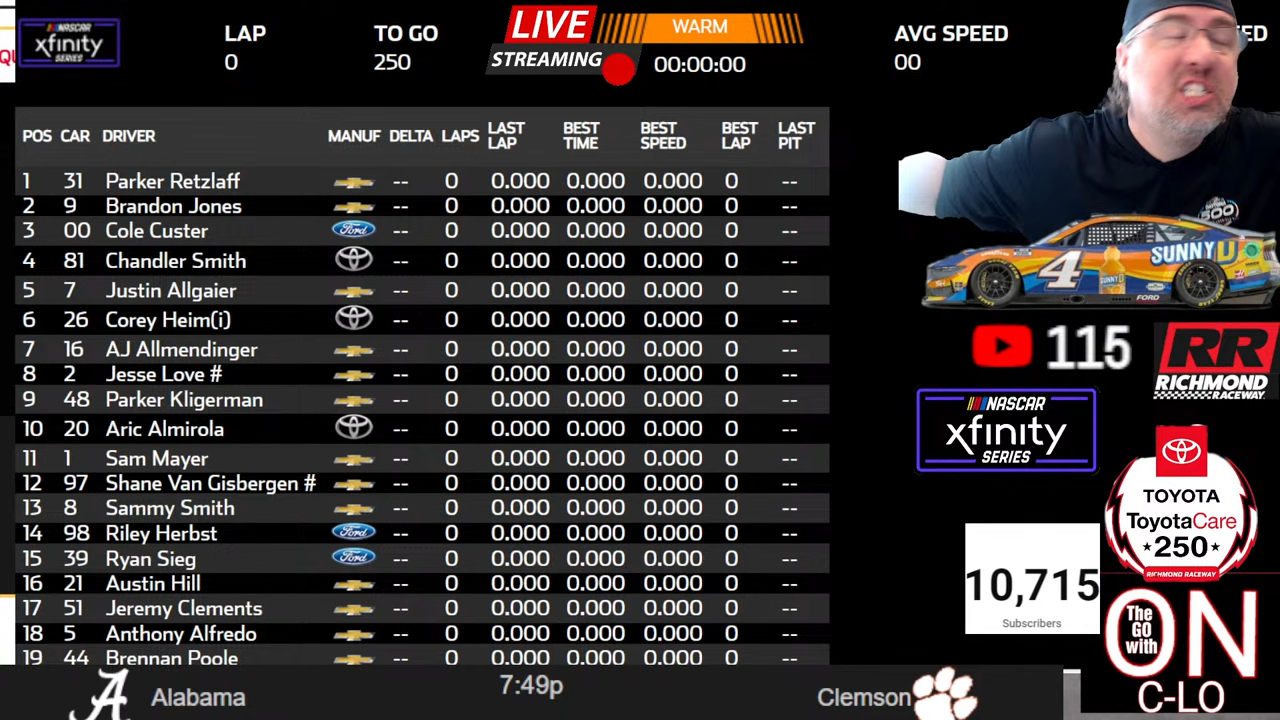 NASCAR
xfinity
SERIES
LAP
0
TO GO
250
LIVE
STREAMING
WARM
00:00:00
AVG SPEED
00
POS CAR DRIVER MANUF DELTA LAPS LAST LAP BEST TIME BEST SPEED BEST LAP LAST PIT
1 31 Parker Retzlaff -- 0 0.000 0.000 0.000 0 --
2 9 Brandon Jones -- 0 0.000 0.000 0.000 0 --
3 00 Cole Custer Ford -- 0 0.000 0.000 0.000 0 --
4 81 Chandler Smith -- 0 0.000 0.000 0.000 0 --
5 7 Justin Allgaier -- 0 0.000 0.000 0.000 0 --
6 26 Corey Heim(i) -- 0 0.000 0.000 0.000 0 --
7 16 AJ Allmendinger -- 0 0.000 0.000 0.000 0 --
8 2 Jesse Love # -- 0 0.000 0.000 0.000 0 --
9 48 Parker Kligerman -- 0 0.000 0.000 0.000 0 --
10 20 Aric Almirola -- 0 0.000 0.000 0.000 0 --
11 1 Sam Mayer -- 0 0.000 0.000 0.000 0 --
12 97 Shane Van Gisbergen # -- 0 0.000 0.000 0.000 0 --
13 8 Sammy Smith -- 0 0.000 0.000 0.000 0 --
14 98 Riley Herbst Ford -- 0 0.000 0.000 0.000 0 --
15 39 Ryan Sieg Ford -- 0 0.000 0.000 0.000 0 --
16 21 Austin Hill -- 0 0.000 0.000 0.000 0 --
17 51 Jeremy Clements -- 0 0.000 0.000 0.000 0 --
18 5 Anthony Alfredo -- 0 0.000 0.000 0.000 0 --
19 44 Brennan Poole -- 0 0.000 0.000 0.000 0 --
500
4
SUNNYD
FORD
115
RR
RICHMOND
RACEWAY
NASCAR
xfinity
SERIES
TOYOTA
ToyotaCare
250
RICHMOND RACEWAY
10,715
Subscribers
The
GO
with
ON
C-LO
A
Alabama
7:49p
Clemson